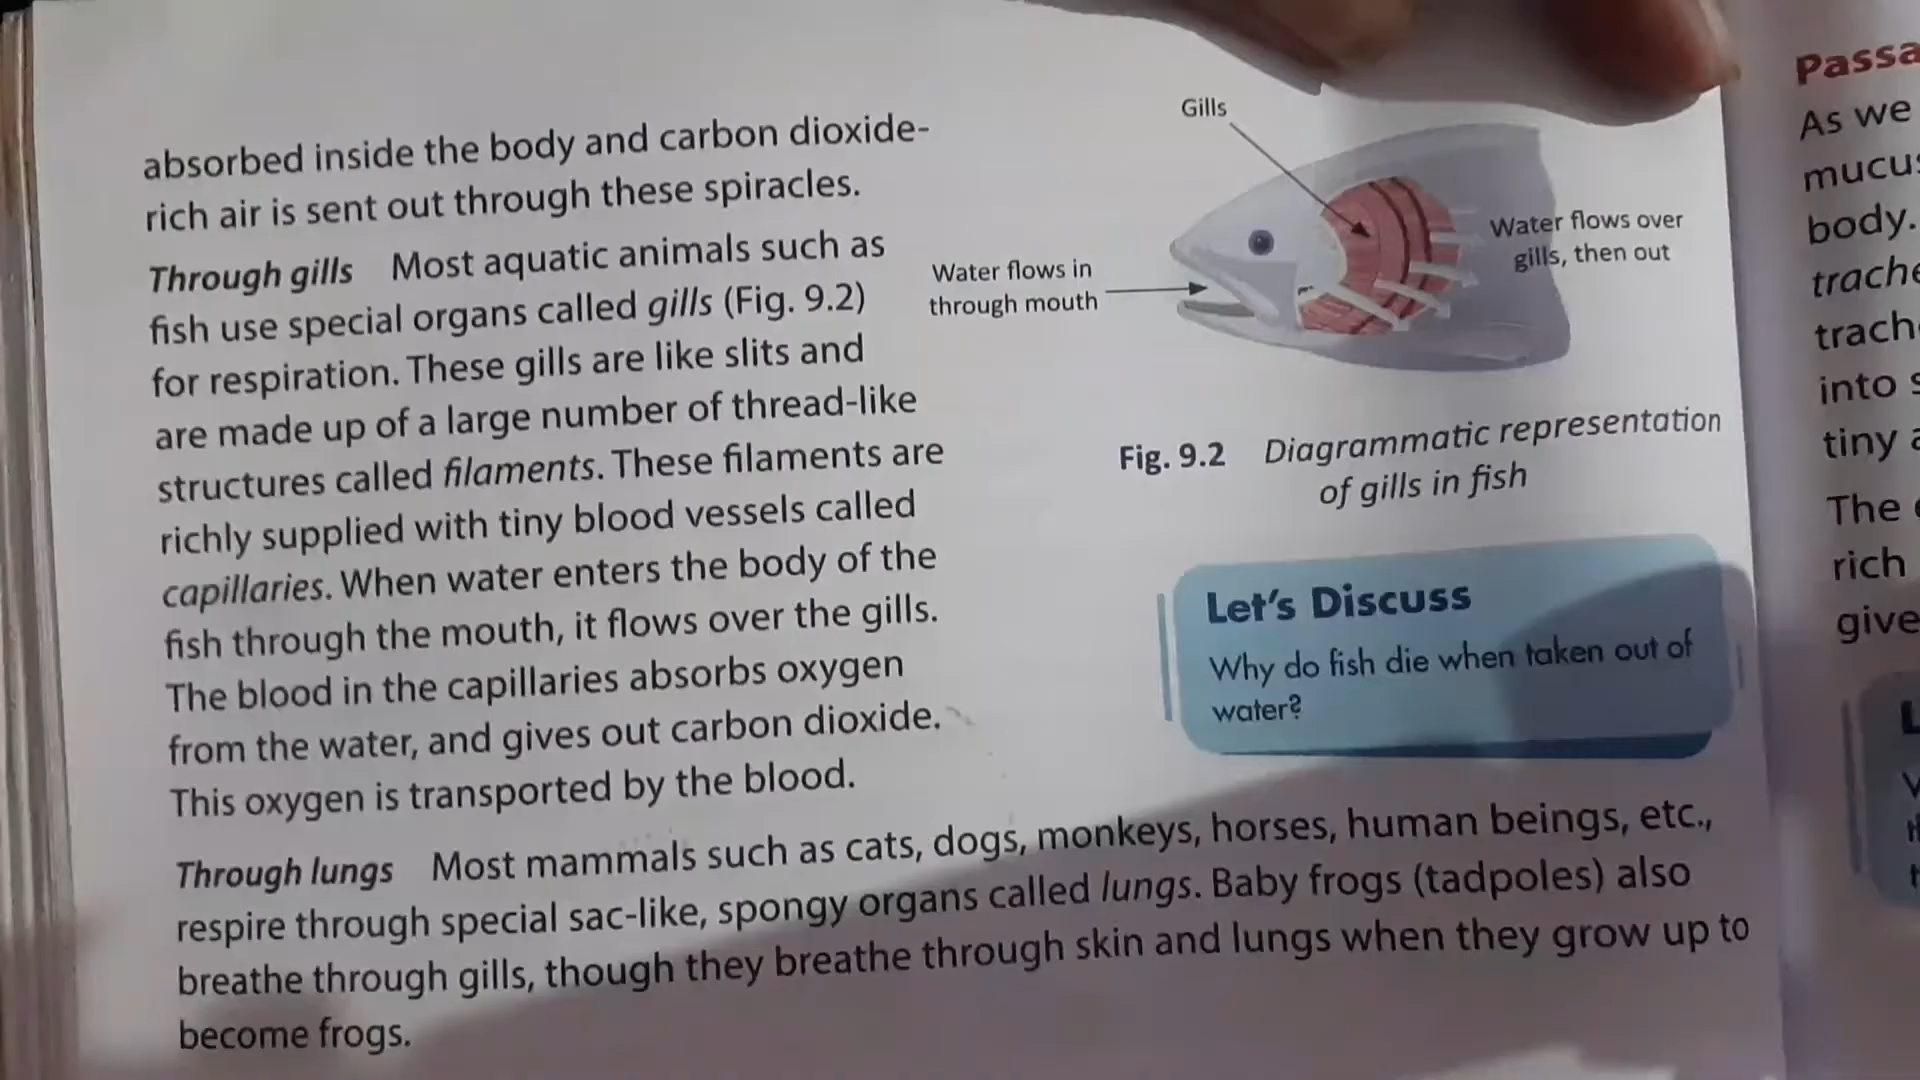 absorbed inside the body and carbon dioxide-
rich air is sent out through these spiracles.
Through gills Most aquatic animals such as
fish use special organs called gills (Fig. 9.2)
for respiration. These gills are like slits and
are made up of a large number of thread-like
structures called filaments. These filaments are
richly supplied with tiny blood vessels called
capillaries. When water enters the body of the
fish through the mouth, it flows over the gills.
The blood in the capillaries absorbs oxygen
from the water, and gives out carbon dioxide.
This oxygen is transported by the blood.
Gills
Water flows in
through mouth
Water flows over
gills, then out
Fig. 9.2 Diagrammatic representation
of gills in fish
Let's Discuss
Why do fish die when taken out of
water?
Through lungs Most mammals such as cats, dogs, monkeys, horses, human beings, etc.,
respire through special sac-like, spongy organs called lungs. Baby frogs (tadpoles) also
breathe through gills, though they breathe through skin and lungs when they grow up to
become frogs.
As we
body.
into
tiny
The
rich